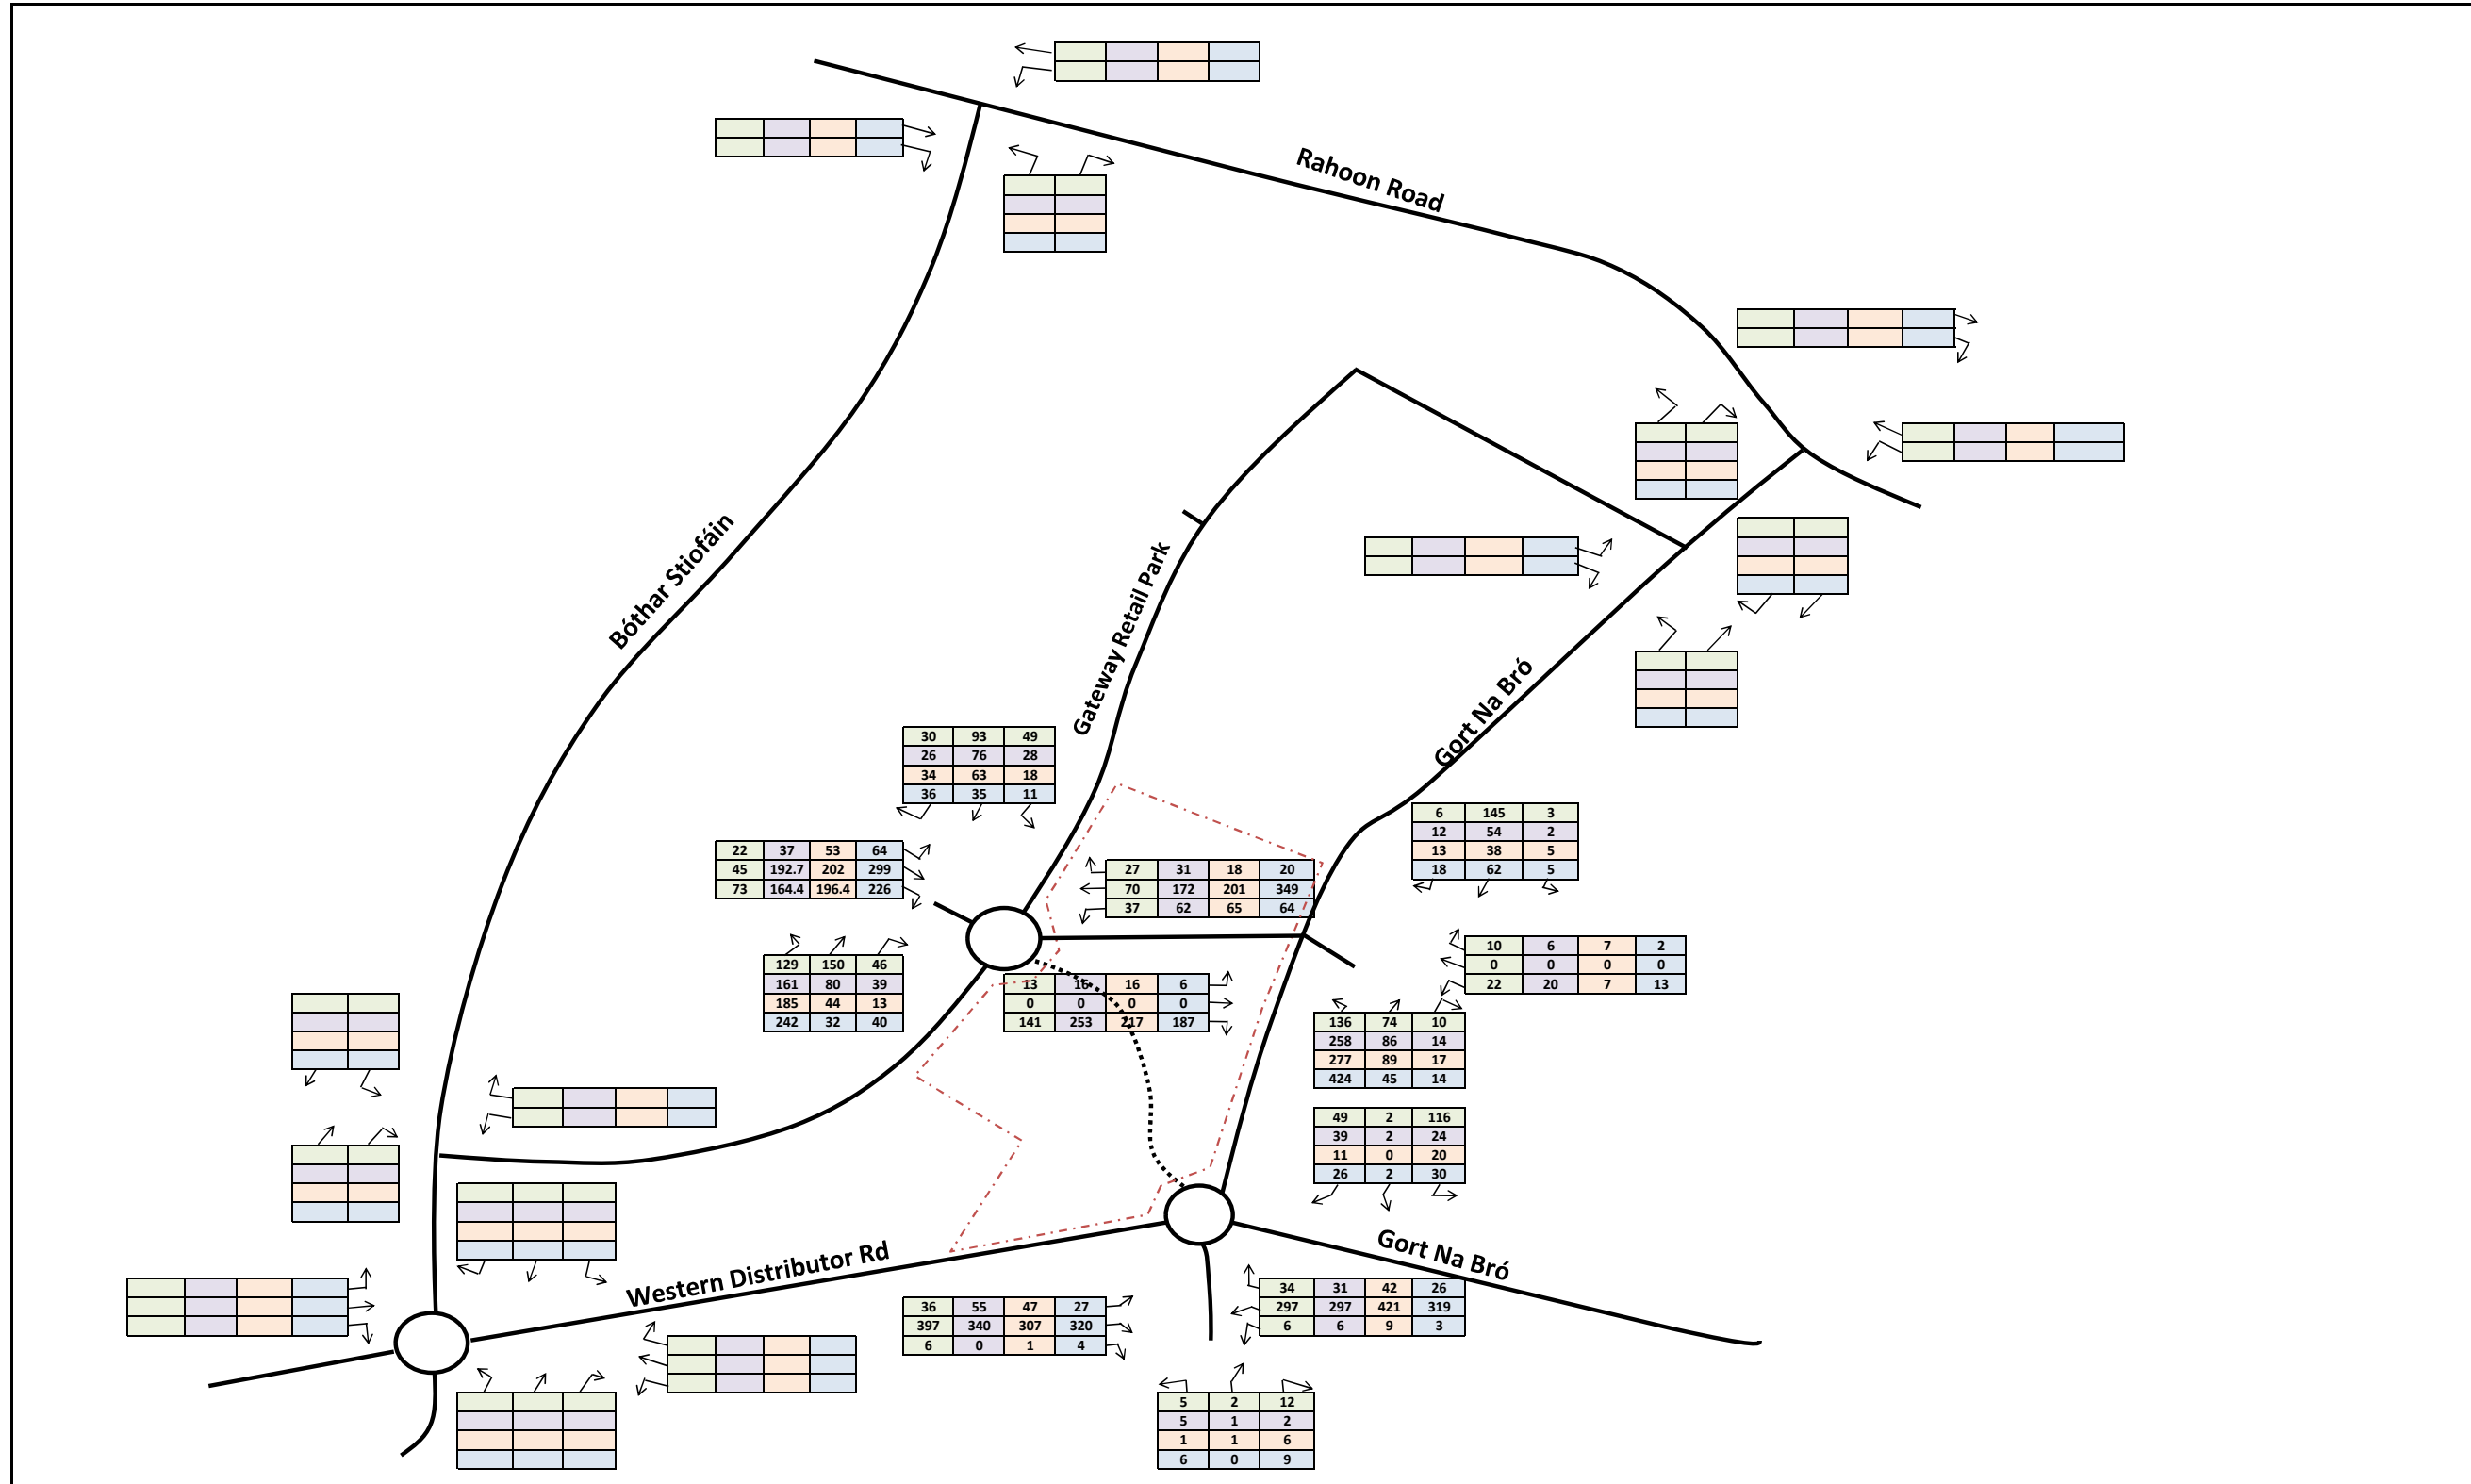 Rahoon Road
Bóthar Stiofáin
Gateway Retail Park
Gort Na Bró
30 93 49
26 76 28
34 63 18
36 35 11
6 145 3
12 54 2
13 38 5
18 62 5
22 37 53 64
45 192.7 202 299
73 164.4 196.4 226
27 31 18 20
70 172 201 349
37 62 65 64
10 6 7 2
0 0 0 0
22 20 7 13
129 150 46
161 80 39
185 44 13
242 32 40
13 16 16 6
0 0 0 0
141 253 217 187
136 74 10
258 86 14
277 89 17
424 45 14
49 2 116
39 2 24
11 0 20
26 2 30
Western Distributor Rd
Gort Na Bró
36 55 47 27
397 340 307 320
6 0 1 4
34 31 42 26
297 297 421 319
6 6 9 3
5 2 12
5 1 2
1 1 6
6 0 9